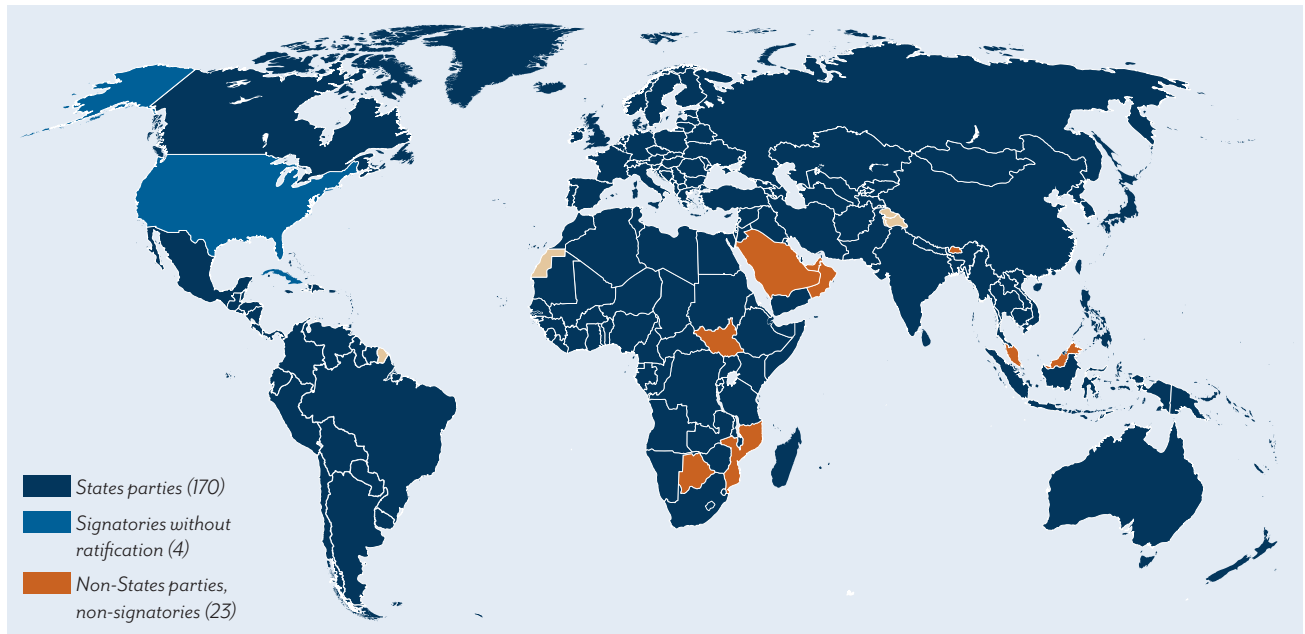 States parties (170)
Signatories without
ratification (4)
Non-States parties,
non-signatories (23)